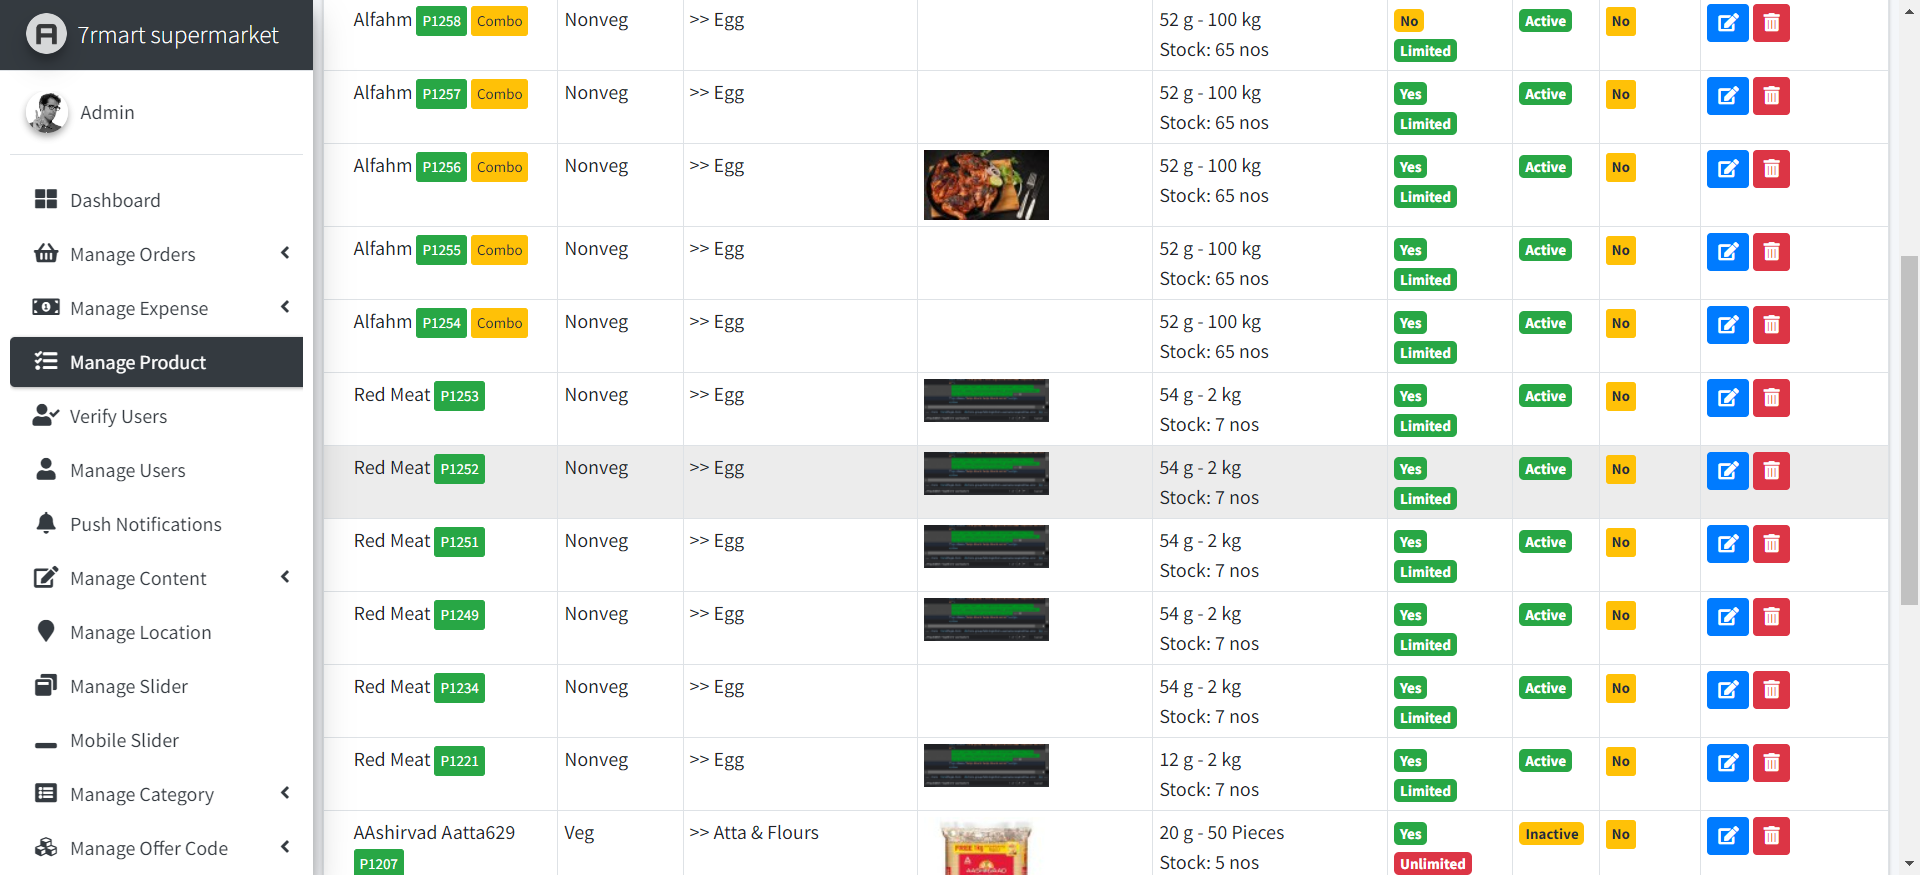 7rmart supermarket
Admin
Dashboard
Manage Orders
Manage Expense
Manage Product
Verify Users
Manage Users
Push Notifications
Manage Content
Manage Location
Manage Slider
Mobile Slider
Manage Category
Manage Offer Code
Alfahm P1258 Combo Nonveg >> Egg 52 g - 100 kg No Active No
Stock: 65 nos Limited
Alfahm P1257 Combo Nonveg >> Egg 52 g - 100 kg Yes Active No
Stock: 65 nos Limited
Alfahm P1256 Combo Nonveg >> Egg 52 g - 100 kg Yes Active No
Stock: 65 nos Limited
Alfahm P1255 Combo Nonveg >> Egg 52 g - 100 kg Yes Active No
Stock: 65 nos Limited
Alfahm P1254 Combo Nonveg >> Egg 52 g - 100 kg Yes Active No
Stock: 65 nos Limited
Red Meat P1253 Nonveg >> Egg 54 g - 2 kg Yes Active No
Stock: 7 nos Limited
Red Meat P1252 Nonveg >> Egg 54 g - 2 kg Yes Active No
Stock: 7 nos Limited
Red Meat P1251 Nonveg >> Egg 54 g - 2 kg Yes Active No
Stock: 7 nos Limited
Red Meat P1249 Nonveg >> Egg 54 g - 2 kg Yes Active No
Stock: 7 nos Limited
Red Meat P1234 Nonveg >> Egg 54 g - 2 kg Yes Active No
Stock: 7 nos Limited
Red Meat P1221 Nonveg >> Egg 12 g - 2 kg Yes Active No
Stock: 7 nos Limited
AAshirvad Aatta629 Veg >> Atta & Flours 20 g - 50 Pieces Yes Inactive No
P1207 Stock: 5 nos Unlimited